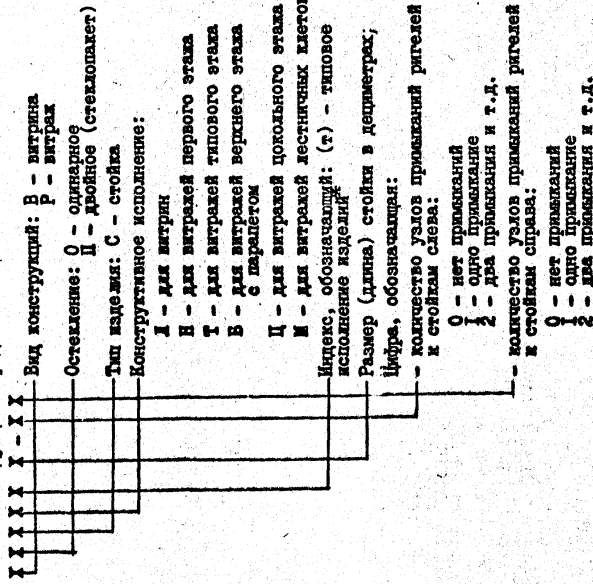 X X X X X X - X - X X
Вид конструкций: В - витрина
Р - витраж
Остекление: О - одинарное
П - двойное (стеклопакет)
Тип изделия: С - стойка
Конструктивное исполнение:
Л - для витрин
Н - для витражей первого этажа
Т - для витражей типового этажа
Б - для витражей верхнего этажа
с парапетом
Ц - для витражей цокольного этажа
М - для витражей лестничных клеток
Индекс, обозначающий: (т) - типовое
исполнение изделий*
Размер (длина) стойки в дециметрах;
Цифра, обозначающая:
- количество узлов примыканий ригелей
к стойкам слева:
0 - нет примыканий
I - одно примыкание
2 - два примыкания и т.д.
- количество узлов примыканий ригелей
к стойкам справа:
0 - нет примыканий
I - одно примыкание
2 - два примыкания и т.д.